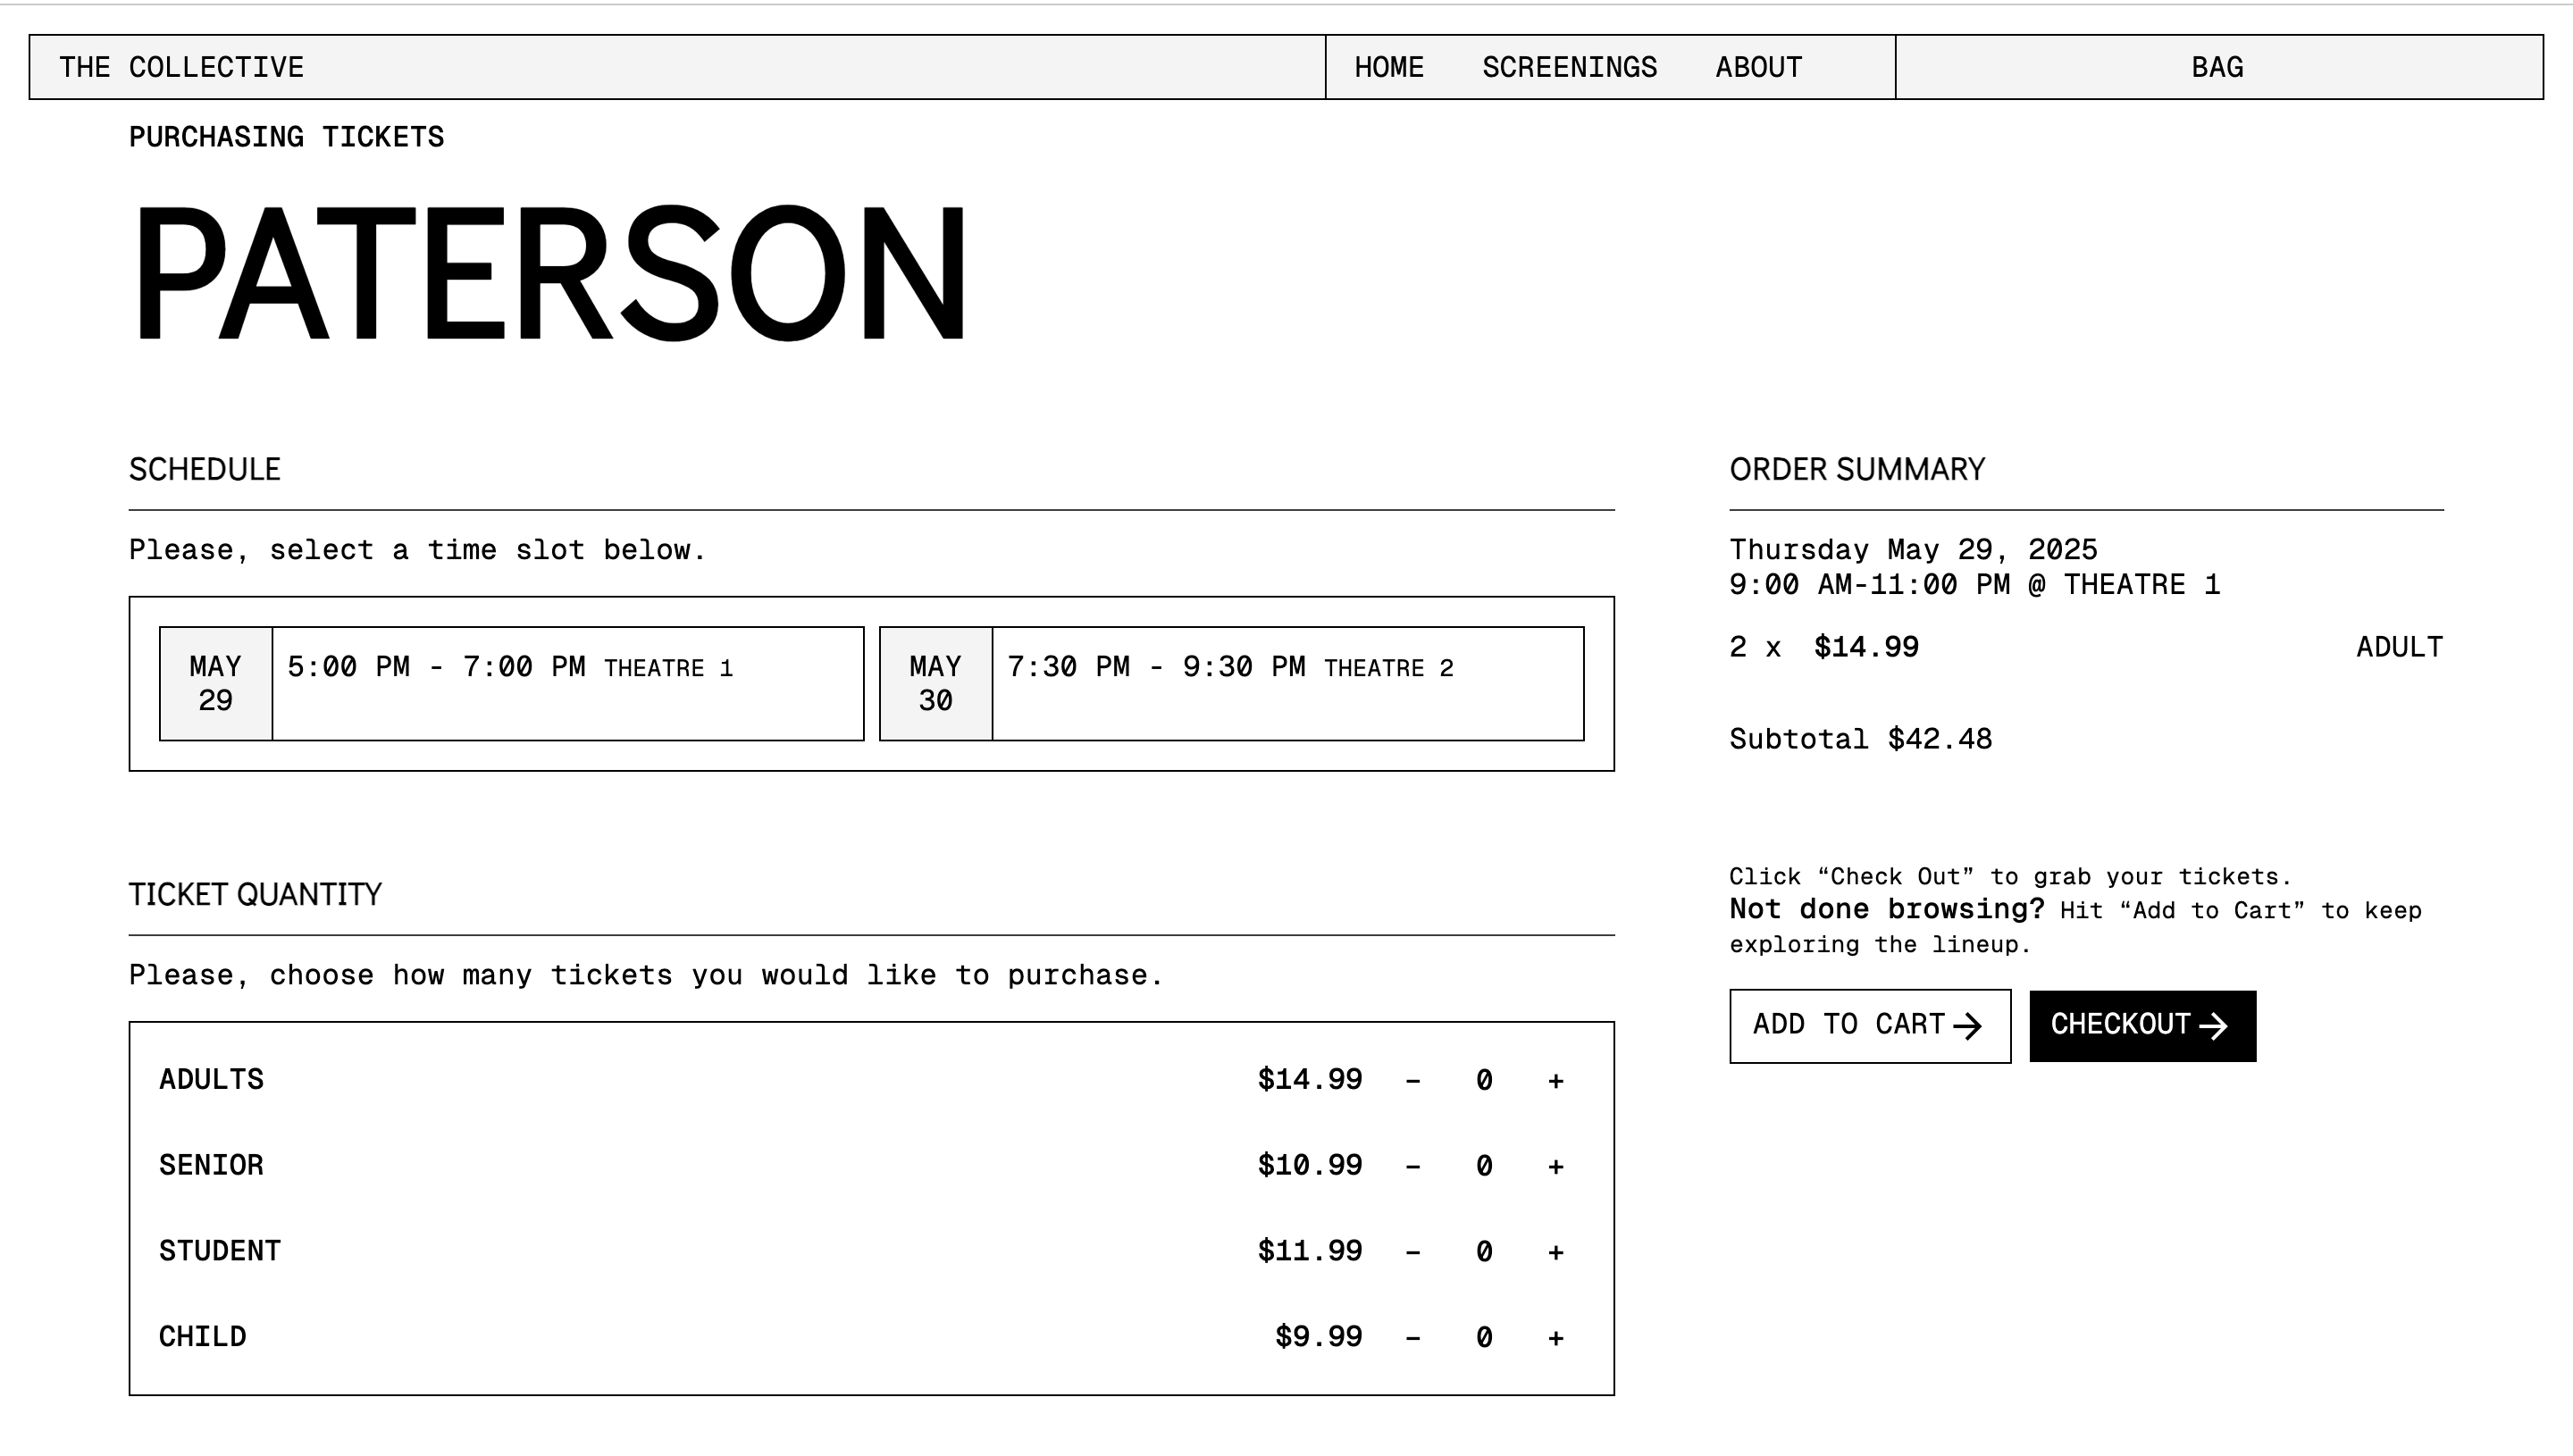 THE COLLECTIVE HOME SCREENINGS ABOUT BAG
PURCHASING TICKETS
PATERSON
SCHEDULE
Please, select a time slot below.
MAY 29 5:00 PM - 7:00 PM THEATRE 1
MAY 30 7:30 PM - 9:30 PM THEATRE 2
TICKET QUANTITY
Please, choose how many tickets you would like to purchase.
ADULTS $14.99 – 0 +
SENIOR $10.99 – 0 +
STUDENT $11.99 – 0 +
CHILD $9.99 – 0 +
ORDER SUMMARY
Thursday May 29, 2025
9:00 AM-11:00 PM @ THEATRE 1
2 x $14.99 ADULT
Subtotal $42.48
Click “Check Out” to grab your tickets.
Not done browsing? Hit “Add to Cart” to keep
exploring the lineup.
ADD TO CART→ CHECKOUT→